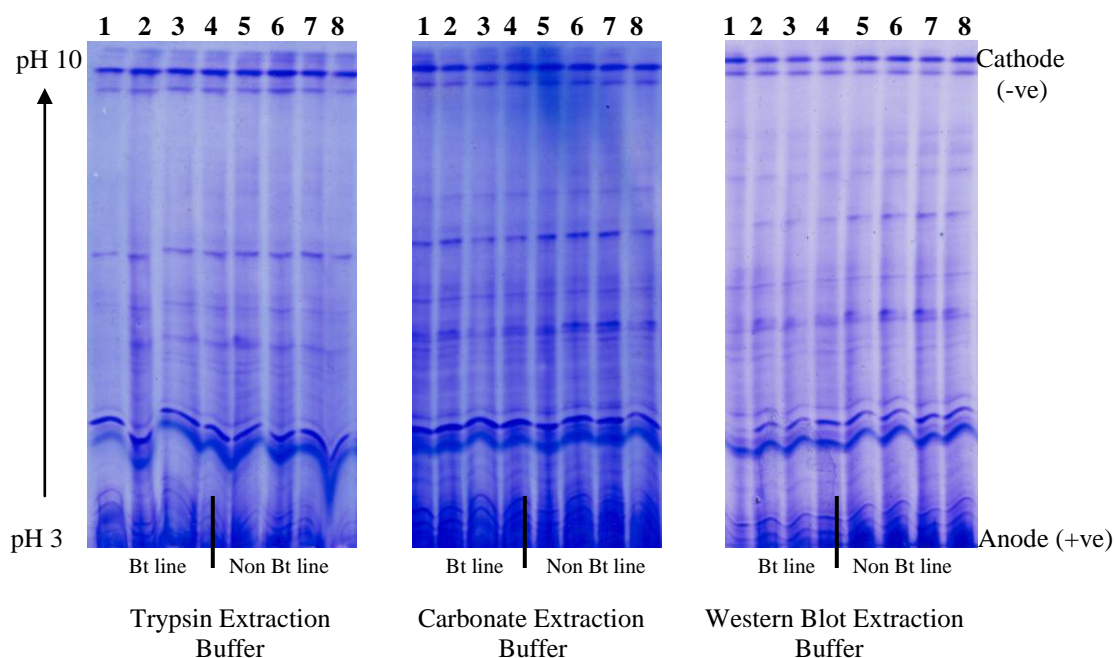 1 2 3 4 5 6 7 8
1 2 3 4 5 6 7 8
1 2 3 4 5 6 7 8
pH 10
Cathode
(-ve)
pH 3
Anode (+ve)
Bt line Non Bt line
Bt line Non Bt line
Bt line Non Bt line
Trypsin Extraction
Buffer
Carbonate Extraction
Buffer
Western Blot Extraction
Buffer